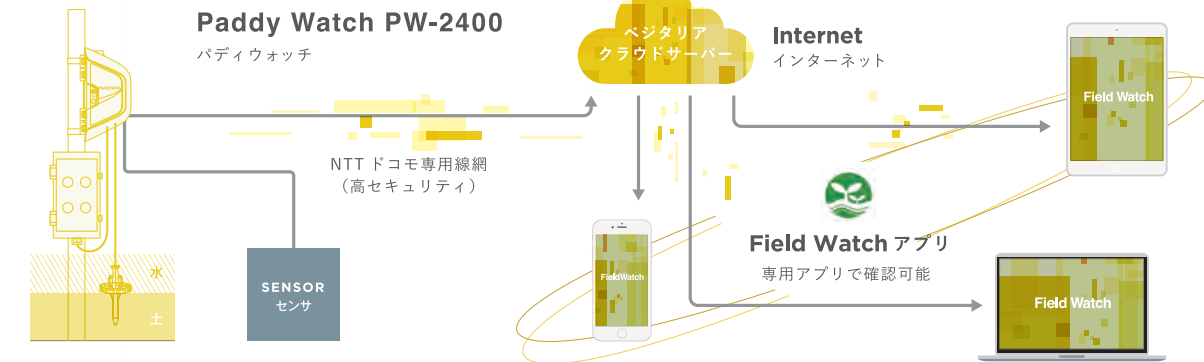 Paddy Watch PW-2400
パディウォッチ
ベジタリア
クラウドサーバー
Internet
インターネット
Field Watch
NTT ドコモ専用線網
（高セキュリティ）
Field Watch アプリ
専用アプリで確認可能
水
土
SENSOR
センサ
FieldWatch
Field Watch